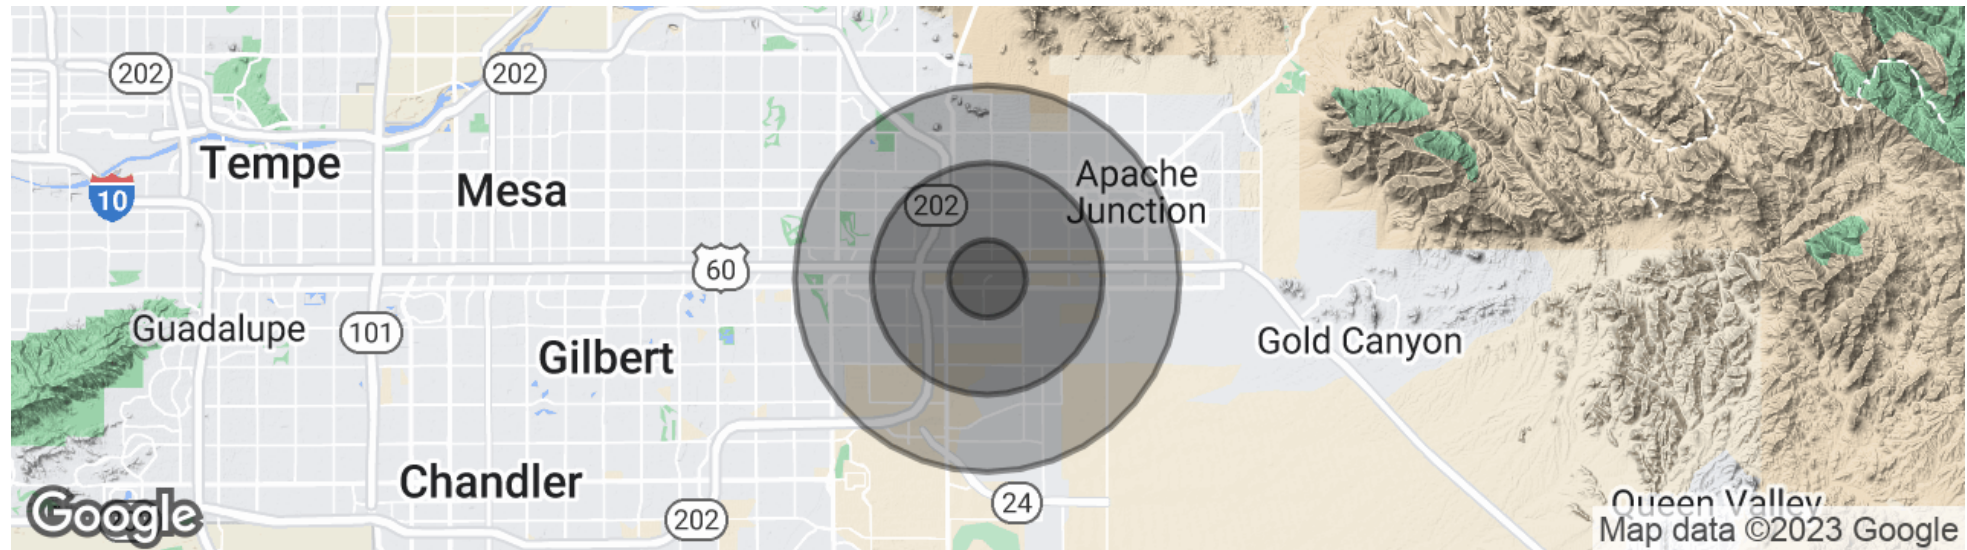 202
202
Tempe
10
Mesa
Apache
Junction
202
60
Guadalupe
101
Gilbert
Gold Canyon
Chandler
24
202
Queen Valley
Google
Map data ©2023 Google